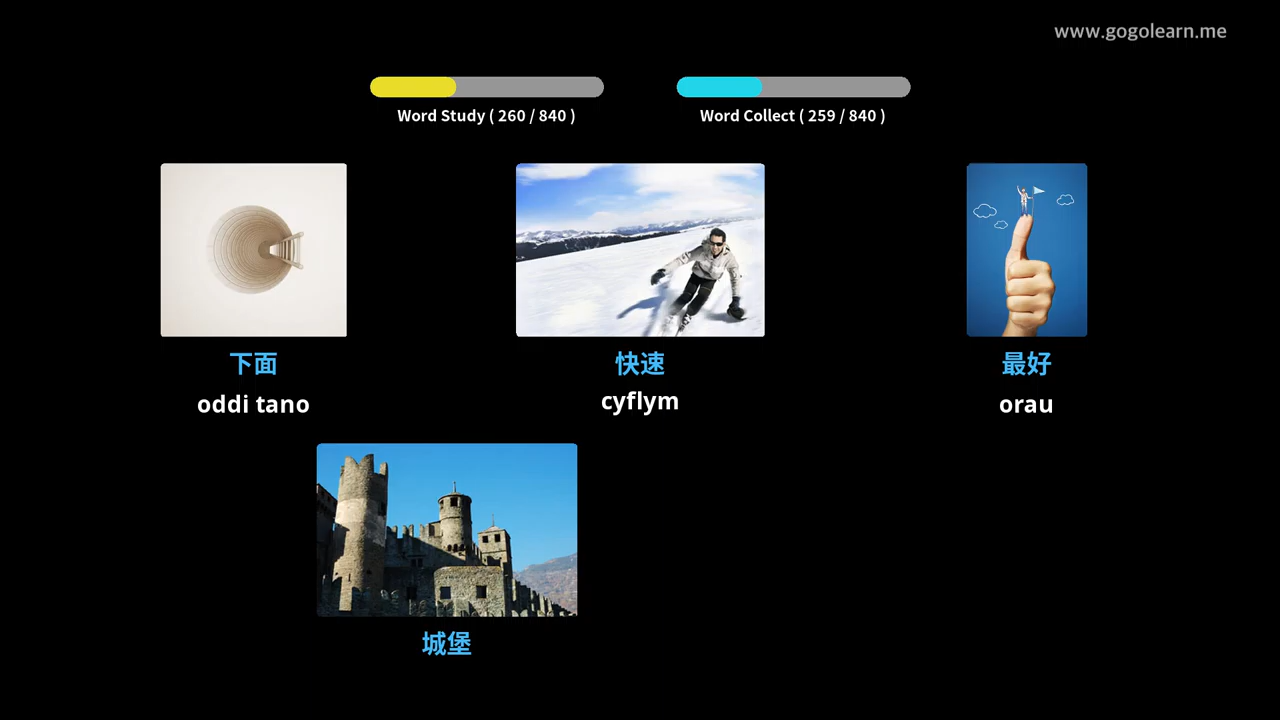 www.gogolearn.me
Word Study ( 260 / 840 )
Word Collect ( 259 / 840 )
下面
快速
最好
oddi tano
cyflym
orau
城堡